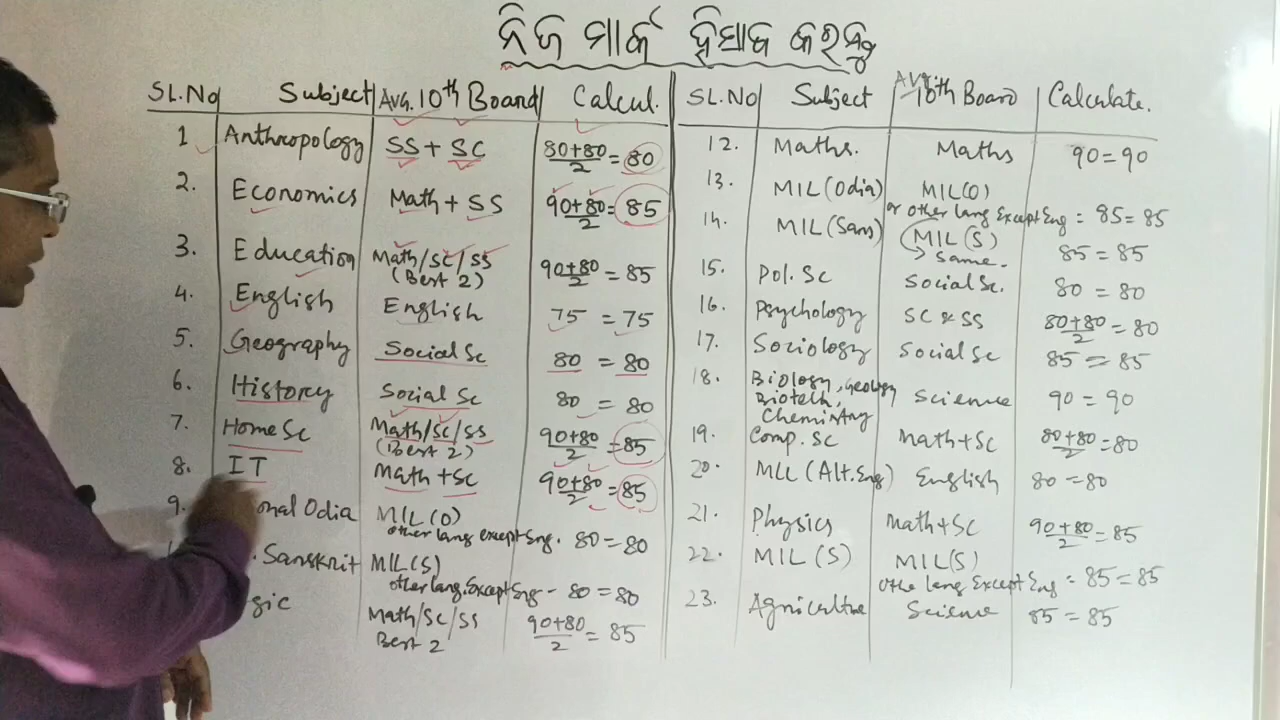 ନିଜ ମାର୍କ ହିସାବ କରନ୍ତୁ
SL.No Subject Avg. 10th Board Calcul.
1 Anthropology SS + SC 80+80/2 = 80
2. Economics Math + SS 90+80/2 = 85
3. Education Math/SC/SS (Best 2) 90+80/2 = 85
4. English English 75 = 75
5. Geography Social Sc 80 = 80
6. History Social Sc 80 = 80
7. Home Sc Math/SC/SS (Best 2) 90+80/2 = 85
8. IT Math + SC 90+80/2 = 85
9. onal Odia MIL(O)
other lang except Eng. 80 = 80
. Sanskrit MIL(S)
other lang. Except Eng - 80 = 80
gic Math/SC/SS Best 2 90+80/2 = 85
SL.NO Subject Avg. 10th Board Calculate.
12. Maths. Maths 90 = 90
13. MIL(Odia) MIL(O)
or other lang Except Eng = 85 = 85
14. MIL(Sans) MIL(S) > same. 85 = 85
15. Pol. Sc Social Sc. 80 = 80
16. Psychology SC & SS 80+80/2 = 80
17. Sociology Social Sc 85 = 85
18. Biology, Geology
Biotech, Science 90 = 90
Chemistry
19. Comp. Sc Math+Sc 80+80/2 = 80
20. MLL (Alt. Eng) English 80 = 80
21. Physics Math+Sc 90+80/2 = 85
22. MIL(S) MIL(S)
Othe lang Except Eng = 85 = 85
23. Agriculture Science 85 = 85